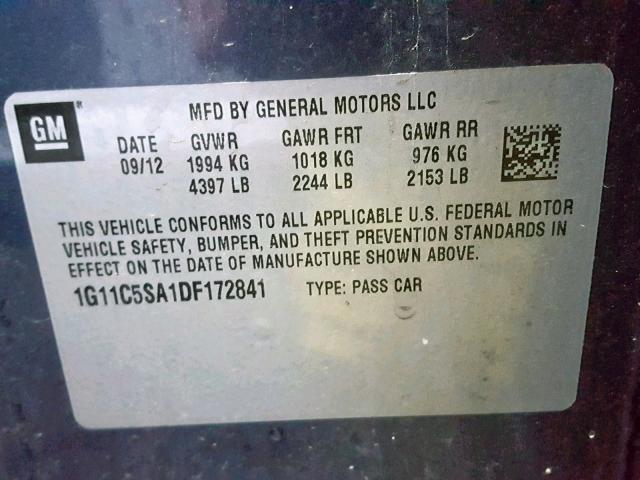 GM ®
MFD BY GENERAL MOTORS LLC
DATE GVWR GAWR FRT GAWR RR
09/12 1994 KG 1018 KG 976 KG
4397 LB 2244 LB 2153 LB
THIS VEHICLE CONFORMS TO ALL APPLICABLE U.S. FEDERAL MOTOR
VEHICLE SAFETY, BUMPER, AND THEFT PREVENTION STANDARDS IN
EFFECT ON THE DATE OF MANUFACTURE SHOWN ABOVE.
1G11C5SA1DF172841 TYPE: PASS CAR